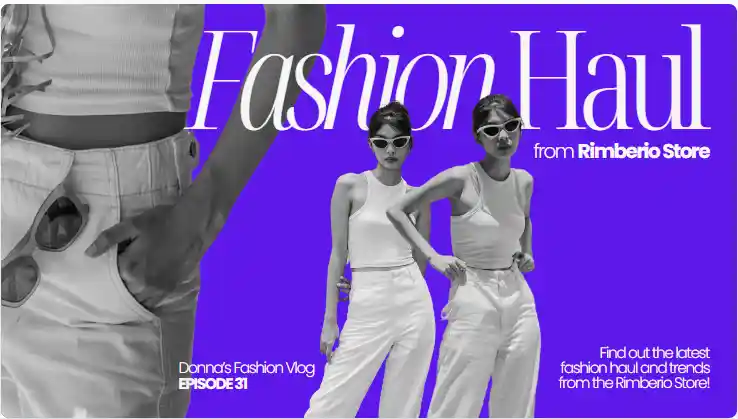 Fashion Haul
from Rimberio Store
Donna's Fashion Vlog
EPISODE 31
Find out the latest
fashion haul and trends
from the Rimberio Store!